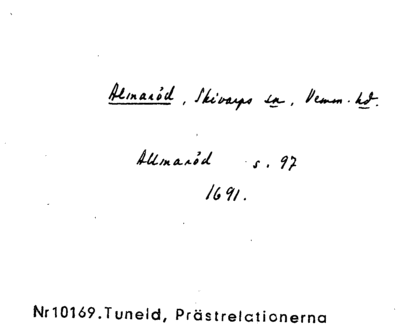 Almaröd, Skivarps sn, Vemm. hd.
Allmaröd s. 97
1691.
Nr10169.Tuneld, Prästrelationerna